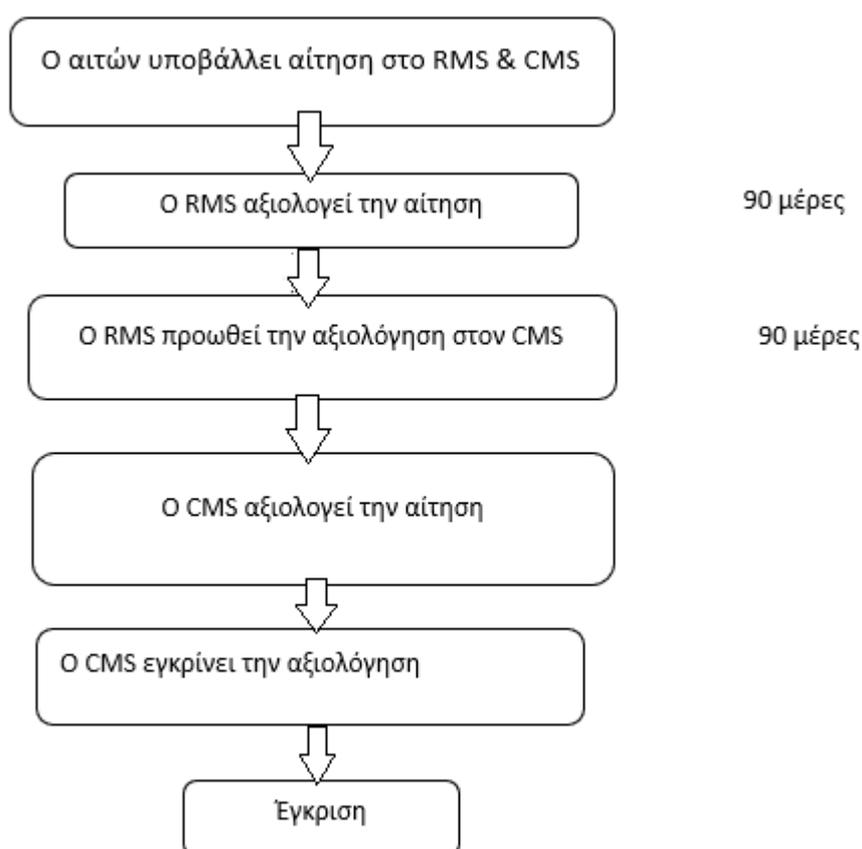 Ο αιτών υποβάλλει αίτηση στο RMS & CMS
Ο RMS αξιολογεί την αίτηση
90 μέρες
Ο RMS προωθεί την αξιολόγηση στον CMS
90 μέρες
Ο CMS αξιολογεί την αίτηση
Ο CMS εγκρίνει την αξιολόγηση
Έγκριση